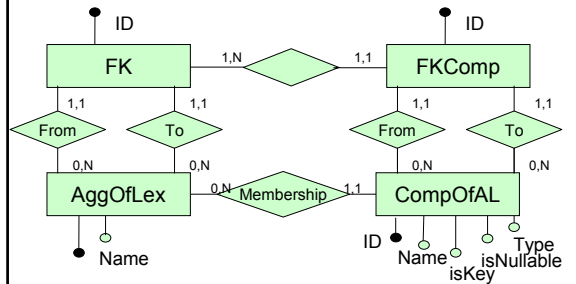 ID
ID
FK
1,N
1,1
FKComp
1,1
1,1
1,1
1,1
From
To
From
To
0,N
0,N
0,N
0,N
AggOfLex
0,N
Membership
1,1
CompOfAL
Name
ID
Name
isKey
isNullable
Type